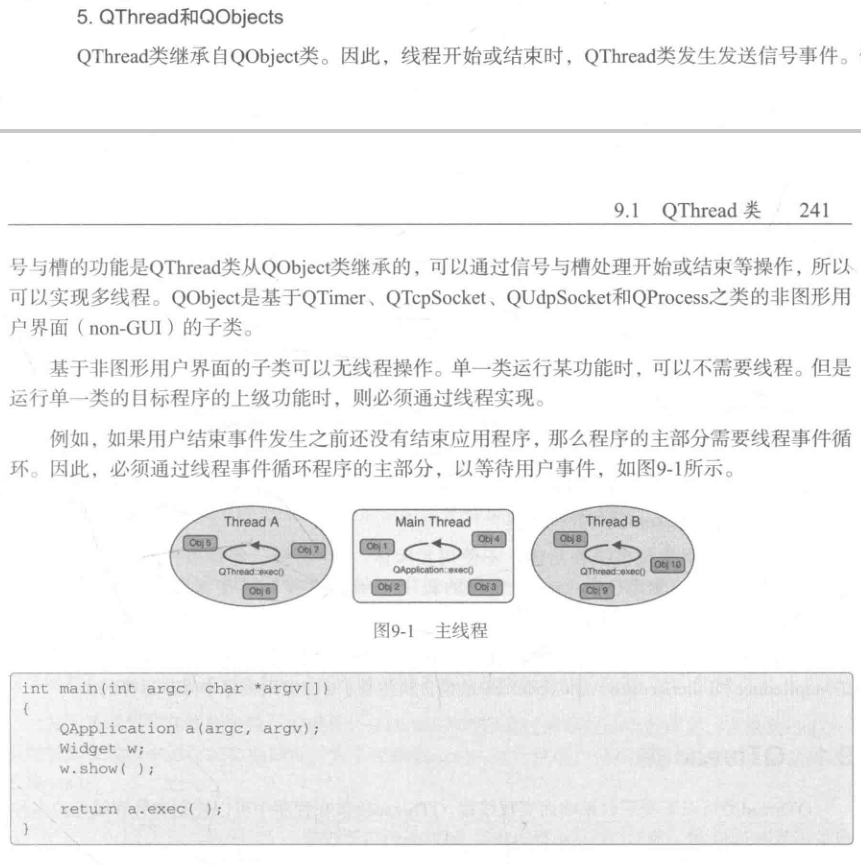 5. QThread和QObjects
QThread类继承自QObject类。因此，线程开始或结束时，QThread类发生发送信号事件。
9.1 QThread 类 241
号与槽的功能是QThread类从QObject类继承的，可以通过信号与槽处理开始或结束等操作，所以
可以实现多线程。QObject是基于QTimer、QTcpSocket、QUdpSocket和QProcess之类的非图形用
户界面（non-GUI）的子类。
基于非图形用户界面的子类可以无线程操作。单一类运行某功能时，可以不需要线程。但是
运行单一类的目标程序的上级功能时，则必须通过线程实现。
例如，如果用户结束事件发生之前还没有结束应用程序，那么程序的主部分需要线程事件循
环。因此，必须通过线程事件循环程序的主部分，以等待用户事件，如图9-1所示。
Thread A
Obj 5
Obj 7
QThread::exec()
Obj 6
Main Thread
Obj 1
Obj 4
QApplication::exec()
Obj 2
Obj 3
Thread B
Obj 8
Obj 10
QThread::exec()
Obj 9
图9-1 主线程
int main(int argc, char *argv[])
{
QApplication a(argc, argv);
Widget w;
w.show( );
return a.exec( );
}